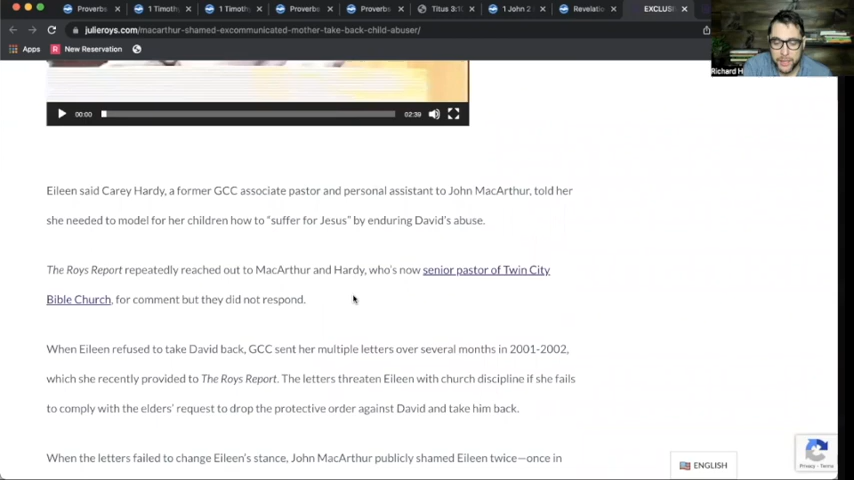 Proverbs
1 Timothy
1 Timoth
Proverbs
Proverbs
Titus 3:10
1 John 2
Revelatio
EXCLUSI
julieroys.com/macarthur-shamed-excommunicated-mother-take-back-child-abuser/
Apps
New Reservation
Richard H
00:00
02:39
Eileen said Carey Hardy, a former GCC associate pastor and personal assistant to John MacArthur, told her
she needed to model for her children how to “suffer for Jesus” by enduring David’s abuse.
The Roys Report repeatedly reached out to MacArthur and Hardy, who’s now senior pastor of Twin City
Bible Church, for comment but they did not respond.
When Eileen refused to take David back, GCC sent her multiple letters over several months in 2001-2002,
which she recently provided to The Roys Report. The letters threaten Eileen with church discipline if she fails
to comply with the elders’ request to drop the protective order against David and take him back.
When the letters failed to change Eileen’s stance, John MacArthur publicly shamed Eileen twice—once in
ENGLISH
Privacy - Terms